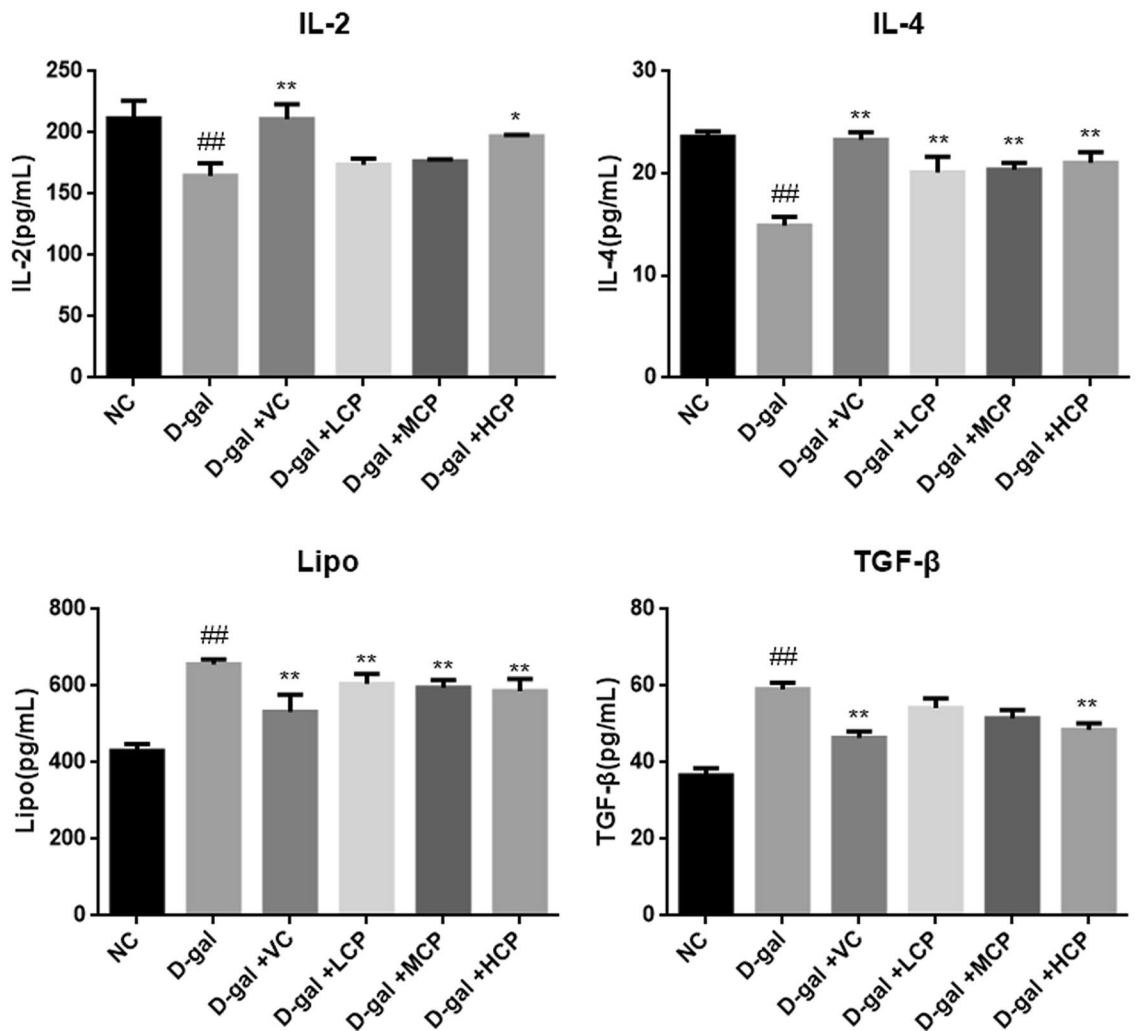 IL-2
IL-2(pg/mL)
250
200
150
100
50
0
##
**
*
NC
D-gal
D-gal +VC
D-gal +LCP
D-gal +MCP
D-gal +HCP
IL-4
IL-4(pg/mL)
30
20
10
0
##
**
**
**
**
NC
D-gal
D-gal +VC
D-gal +LCP
D-gal +MCP
D-gal +HCP
Lipo
Lipo(pg/mL)
800
600
400
200
0
##
**
**
**
**
NC
D-gal
D-gal +VC
D-gal +LCP
D-gal +MCP
D-gal +HCP
TGF-β
TGF-β(pg/mL)
80
60
40
20
0
##
**
**
NC
D-gal
D-gal +VC
D-gal +LCP
D-gal +MCP
D-gal +HCP